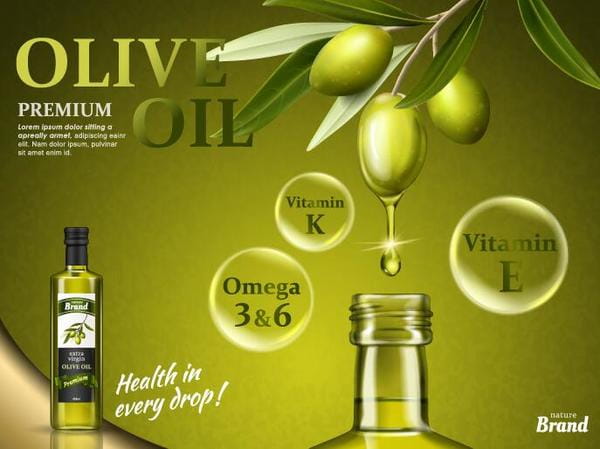 OLIVE
OIL
PREMIUM
Lorem ipsum dolor sitting a
apreally armet, adipiscing eainr
elit. Nam dolor ipsum, pulvinar
sit amet enim id.
Vitamin
K
Vitamin
E
Omega
3&6
nature
Brand
extra
virgin
OLIVE OIL
Premium
Health in
every drop!
nature
Brand